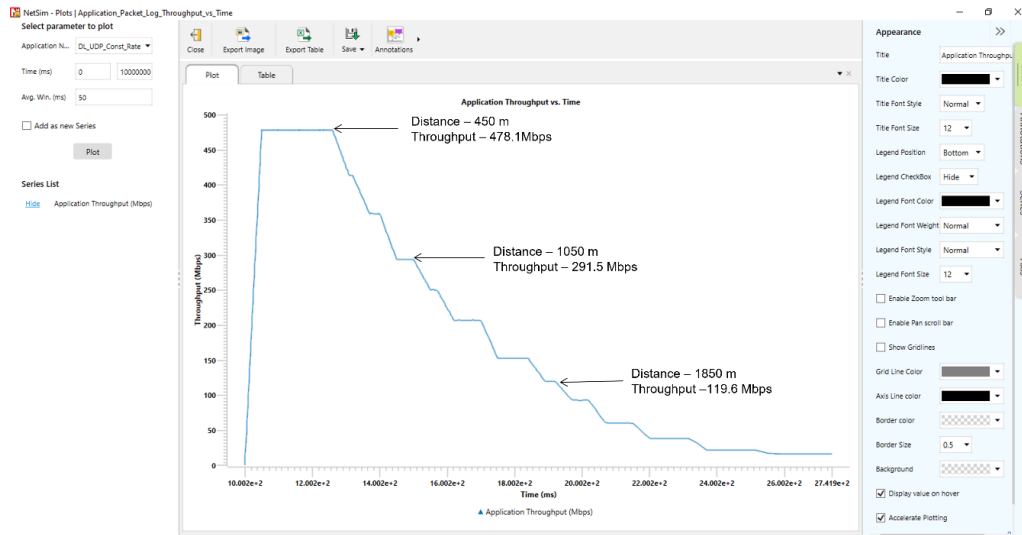 NetSim - Plots | Application_Packet_Log_Throughput_vs_Time
Select parameter to plot
Application N... DL_UDP_Const_Rate
Time (ms) 0 10000000
Avg. Win. (ms) 50
Add as new Series
Plot
Series List
Hide Application Throughput (Mbps)
Close Export Image Export Table Save Annotations
Plot Table
Application Throughput vs. Time
Throughput (Mbps)
500
450
400
350
300
250
200
150
100
50
0
Distance – 450 m
Throughput – 478.1Mbps
Distance – 1050 m
Throughput – 291.5 Mbps
Distance – 1850 m
Throughput –119.6 Mbps
10.002e+2 12.002e+2 14.002e+2 16.002e+2 18.002e+2 20.002e+2 22.002e+2 24.002e+2 26.002e+2 27.419e+2
Time (ms)
Application Throughput (Mbps)
Appearance
Title Application Throughpu
Title Color
Title Font Style Normal
Title Font Size 12
Legend Position Bottom
Legend CheckBox Hide
Legend Font Color
Legend Font Weight Normal
Legend Font Style Normal
Legend Font Size 12
Enable Zoom tool bar
Enable Pan scroll bar
Show Gridlines
Grid Line Color
Axis Line color
Border color
Border Size 0.5
Background
Display value on hover
Accelerate Plotting